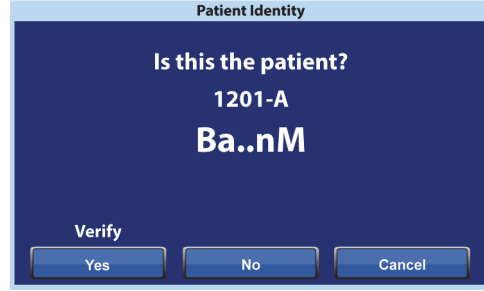 Patient Identity
Is this the patient?
1201-A
Ba..nM
Verify
Yes No Cancel